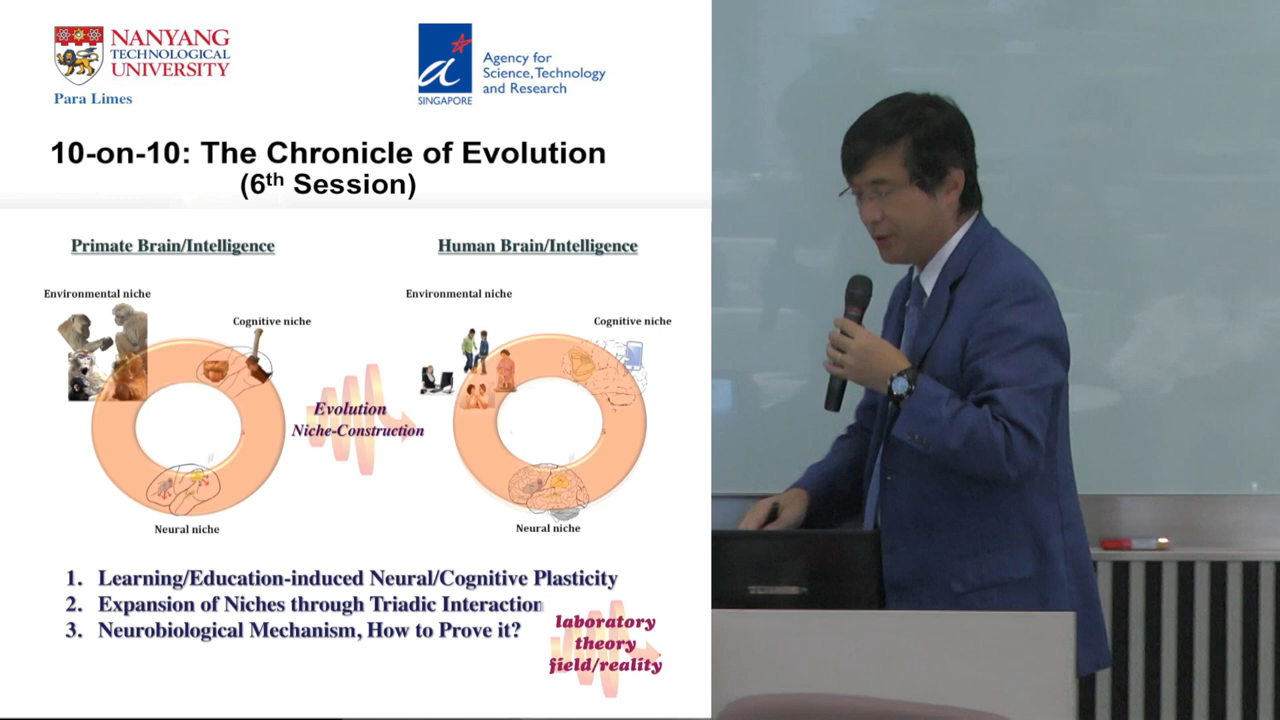 NANYANG
TECHNOLOGICAL
UNIVERSITY
Para Limes
a
SINGAPORE
Agency for
Science, Technology
and Research
10-on-10: The Chronicle of Evolution
(6th Session)
Primate Brain/Intelligence
Environmental niche
Cognitive niche
Neural niche
Evolution
Niche-Construction
Human Brain/Intelligence
Environmental niche
Cognitive niche
Neural niche
1. Learning/Education-induced Neural/Cognitive Plasticity
2. Expansion of Niches through Triadic Interaction
3. Neurobiological Mechanism, How to Prove it?
laboratory
theory
field/reality